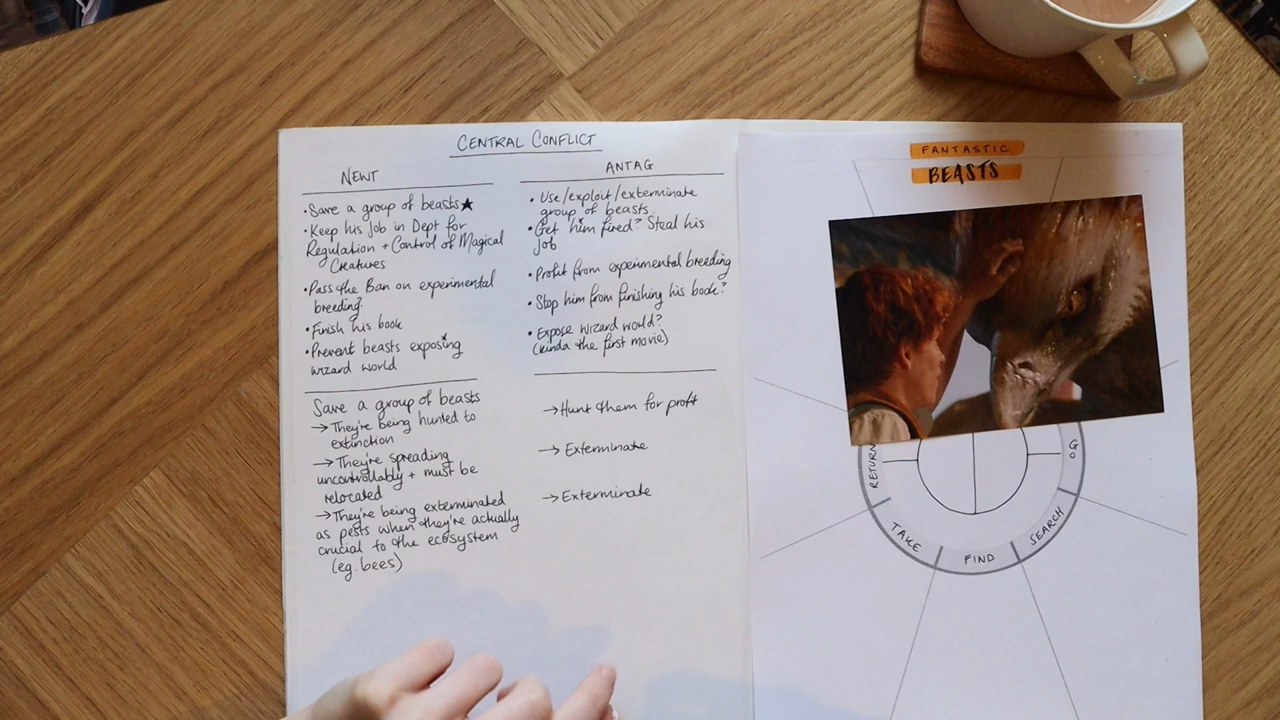 CENTRAL CONFLICT
NEWT
• Save a group of beasts ★
• Keep his job in Dept for
Regulation + Control of Magical
Creatures
• Pass the Ban on experimental
breeding?
• Finish his book
• Prevent beasts exposing
wizard world
ANTAG
• Use/exploit/exterminate
group of beasts
• Get him fired? Steal his
job
• Profit from experimental breeding
• Stop him from finishing his book?
• Expose wizard world?
(kinda the first movie)
Save a group of beasts
→ They're being hunted to
extinction
→ They're spreading
uncontrollably + must be
relocated
→ They're being exterminated
as pests when they're actually
crucial to the ecosystem
(eg. bees)
→ Hunt them for profit
→ Exterminate
→ Exterminate
FANTASTIC
BEASTS
RETURN
TAKE
FIND
SEARCH
GO